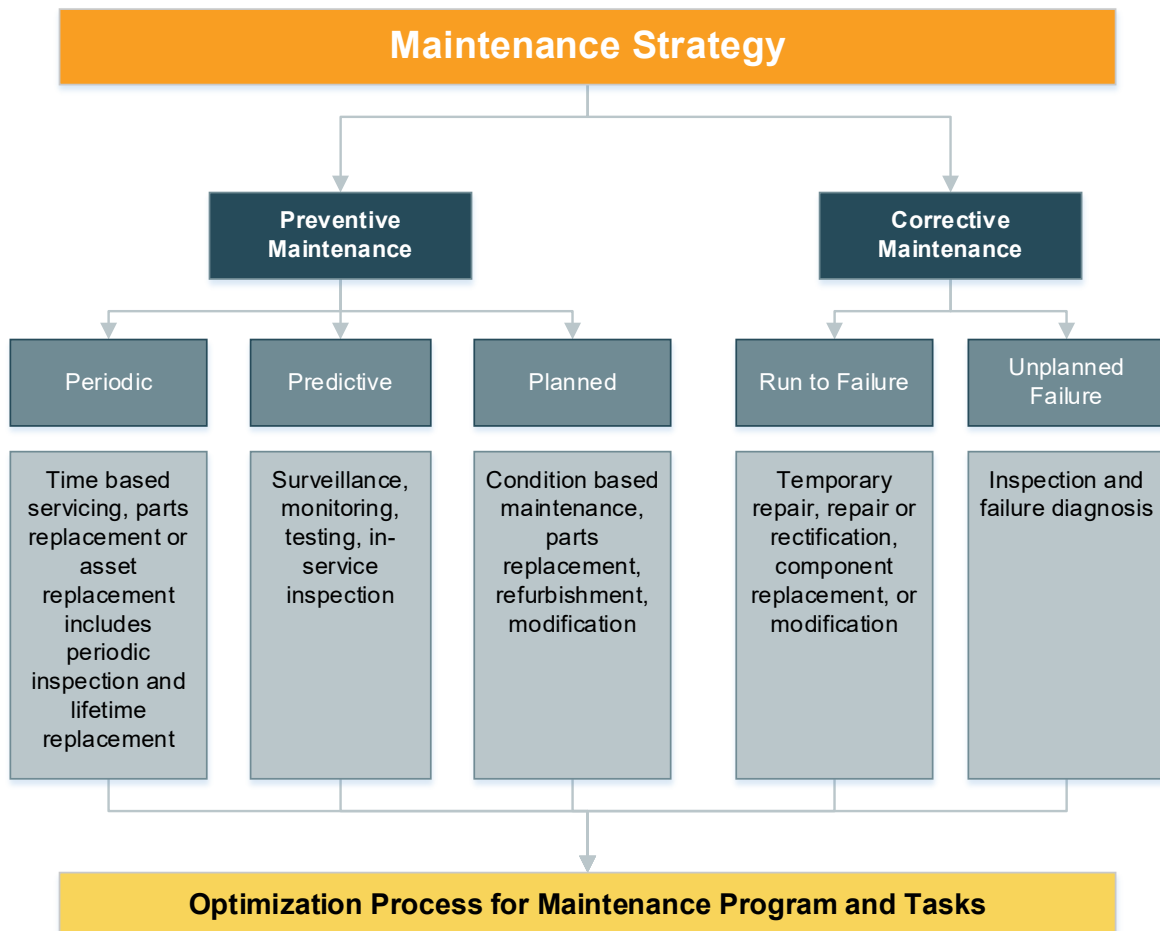 Maintenance Strategy
Preventive
Maintenance
Corrective
Maintenance
Periodic
Predictive
Planned
Run to Failure
Unplanned
Failure
Time based
servicing, parts
replacement or
asset
replacement
includes
periodic
inspection and
lifetime
replacement
Surveillance,
monitoring,
testing, in-
service
inspection
Condition based
maintenance,
parts
replacement,
refurbishment,
modification
Temporary
repair, repair or
rectification,
component
replacement, or
modification
Inspection and
failure diagnosis
Optimization Process for Maintenance Program and Tasks